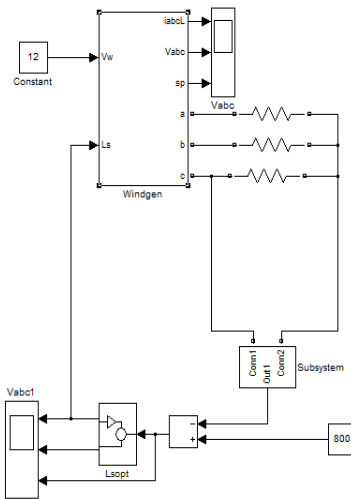 iabcL
12
Vw
Vabc
Constant
sp
Vabc
a
Ls
b
c
Windgen
Conn1
Out1
Conn2
Subsystem
Vabc1
−
+
800
Lsopt